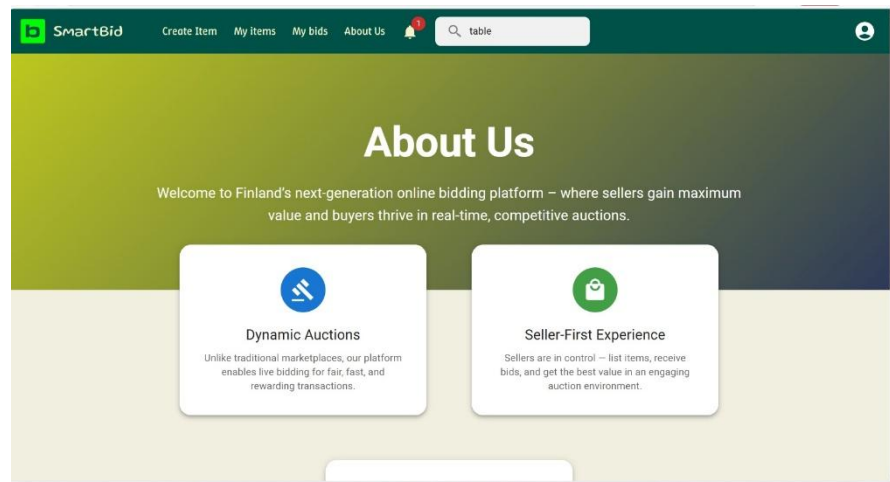 b SmartBid Create Item My items My bids About Us 1 table
About Us
Welcome to Finland's next-generation online bidding platform – where sellers gain maximum
value and buyers thrive in real-time, competitive auctions.
Dynamic Auctions
Unlike traditional marketplaces, our platform
enables live bidding for fair, fast, and
rewarding transactions.
Seller-First Experience
Sellers are in control — list items, receive
bids, and get the best value in an engaging
auction environment.